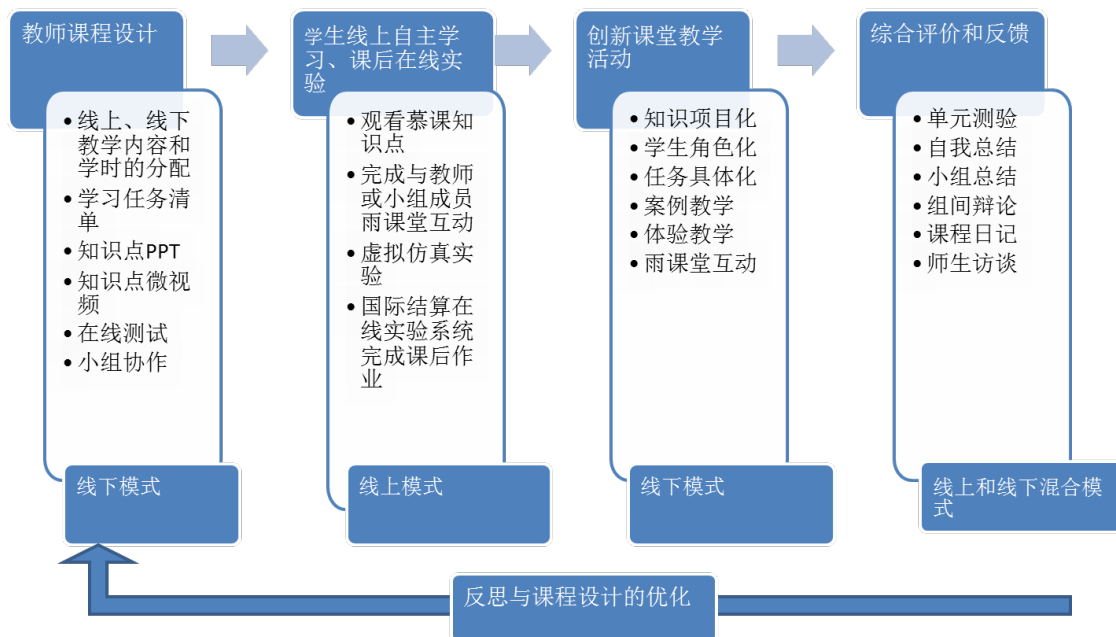 教师课程设计
• 线上、线下
教学内容和
学时的分配
• 学习任务清
单
• 知识点PPT
• 知识点微视
频
• 在线测试
• 小组协作
线下模式
学生线上自主学
习、课后在线实
验
• 观看慕课知
识点
• 完成与教师
或小组成员
雨课堂互动
• 虚拟仿真实
验
• 国际结算在
线实验系统
完成课后作
业
线上模式
创新课堂教学
活动
• 知识项目化
• 学生角色化
• 任务具体化
• 案例教学
• 体验教学
• 雨课堂互动
线下模式
综合评价和反馈
• 单元测验
• 自我总结
• 小组总结
• 组间辩论
• 课程日记
• 师生访谈
线上和线下混合模
式
反思与课程设计的优化